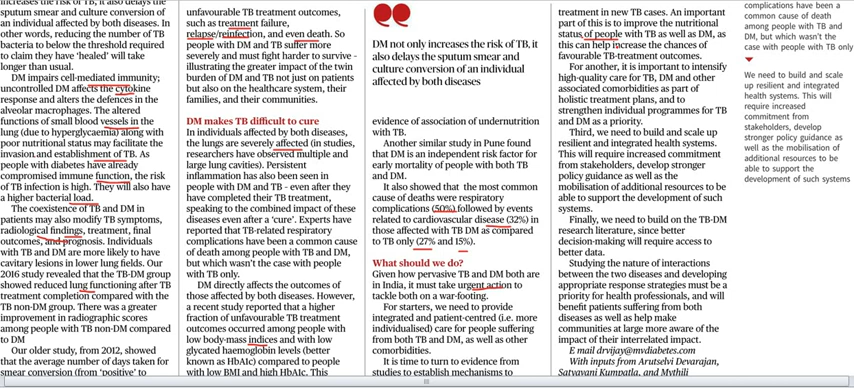 increases the risk of TB, it also delays the
sputum smear and culture conversion of
an individual affected by both diseases. In
other words, reducing the number of TB
bacteria to below the threshold required
to claim they have ‘healed’ will take
longer than usual.
DM impairs cell-mediated immunity;
uncontrolled DM affects the cytokine
response and alters the defences in the
alveolar macrophages. The altered
functions of small blood vessels in the
lung (due to hyperglycaemia) along with
poor nutritional status may facilitate the
invasion and establishment of TB. As
people with diabetes have already
compromised immune function, the risk
of TB infection is high. They will also have
a higher bacterial load.
The coexistence of TB and DM in
patients may also modify TB symptoms,
radiological findings, treatment, final
outcomes, and prognosis. Individuals
with TB and DM are more likely to have
cavitary lesions in lower lung fields. Our
2016 study revealed that the TB-DM group
showed reduced lung functioning after TB
treatment completion compared with the
TB non-DM group. There was a greater
improvement in radiographic scores
among people with TB non-DM compared
to DM
Our older study, from 2012, showed
that the average number of days taken for
smear conversion (from ‘positive’ to
unfavourable TB treatment outcomes,
such as treatment failure,
relapse/reinfection, and even death. So
people with DM and TB suffer more
severely and must fight harder to survive -
illustrating the greater impact of the twin
burden of DM and TB not just on patients
but also on the healthcare system, their
families, and their communities.
DM makes TB difficult to cure
In individuals affected by both diseases,
the lungs are severely affected (in studies,
researchers have observed multiple and
large lung cavities). Persistent
inflammation has also been seen in
people with DM and TB - even after they
have completed their TB treatment,
speaking to the combined impact of these
diseases even after a ‘cure’. Experts have
reported that TB-related respiratory
complications have been a common cause
of death among people with TB and DM,
but which wasn’t the case with people
with TB only.
DM directly affects the outcomes of
those affected by both diseases. However,
a recent study reported that a higher
fraction of unfavourable TB treatment
outcomes occurred among people with
low body-mass indices and with low
glycated haemoglobin levels (better
known as HbA1c) compared to people
with low BMI and high HbA1c. This
DM not only increases the risk of TB, it
also delays the sputum smear and
culture conversion of an individual
affected by both diseases
evidence of association of undernutrition
with TB.
Another similar study in Pune found
that DM is an independent risk factor for
early mortality of people with both TB
and DM.
It also showed that the most common
cause of deaths were respiratory
complications (50%) followed by events
related to cardiovascular disease (32%) in
those affected with TB DM as compared
to TB only (27% and 15%).
What should we do?
Given how pervasive TB and DM both are
in India, it must take urgent action to
tackle both on a war-footing.
For starters, we need to provide
integrated and patient-centred (i.e. more
individualised) care for people suffering
from both TB and DM, as well as other
comorbidities.
It is time to turn to evidence from
studies to establish mechanisms to
treatment in new TB cases. An important
part of this is to improve the nutritional
status of people with TB as well as DM, as
this can help increase the chances of
favourable TB-treatment outcomes.
For another, it is important to intensify
high-quality care for TB, DM and other
associated comorbidities as part of
holistic treatment plans, and to
strengthen individual programmes for TB
and DM as a priority.
Third, we need to build and scale up
resilient and integrated health systems.
This will require increased commitment
from stakeholders, develop stronger
policy guidance as well as the
mobilisation of additional resources to be
able to support the development of such
systems.
Finally, we need to build on the TB-DM
research literature, since better
decision-making will require access to
better data.
Studying the nature of interactions
between the two diseases and developing
appropriate response strategies must be a
priority for health professionals, and will
benefit patients suffering from both
diseases as well as help make
communities at large more aware of the
impact of their interrelated impact.
E mail drvijay@mvdiabetes.com
With inputs from Arutselvi Devarajan,
Satyavani Kumpatla, and Mythili
complications have been a
common cause of death
among people with TB and
DM, but which wasn’t the
case with people with TB only
We need to build and scale
up resilient and integrated
health systems. This will
require increased
commitment from
stakeholders, develop
stronger policy guidance as
well as the mobilisation of
additional resources to be
able to support the
development of such systems